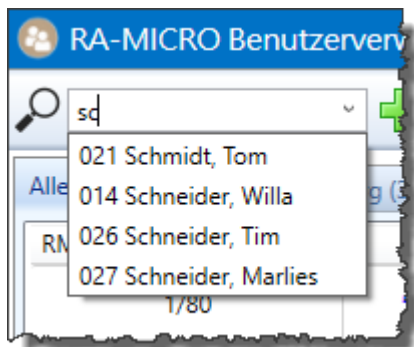 RA-MICRO Benutzerverw
sc
021 Schmidt, Tom
014 Schneider, Willa
026 Schneider, Tim
027 Schneider, Marlies
Alle
g (3
RM
1/80